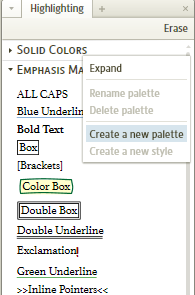 Highlighting
Erase
SOLID COLORS
EMPHASIS MA
Expand
Rename palette
Delete palette
Create a new palette
Create a new style
ALL CAPS
Blue Underlin
Bold Text
Box
[Brackets]
Color Box
Double Box
Double Underline
Exclamation!
Green Underline
>>Inline Pointers<<